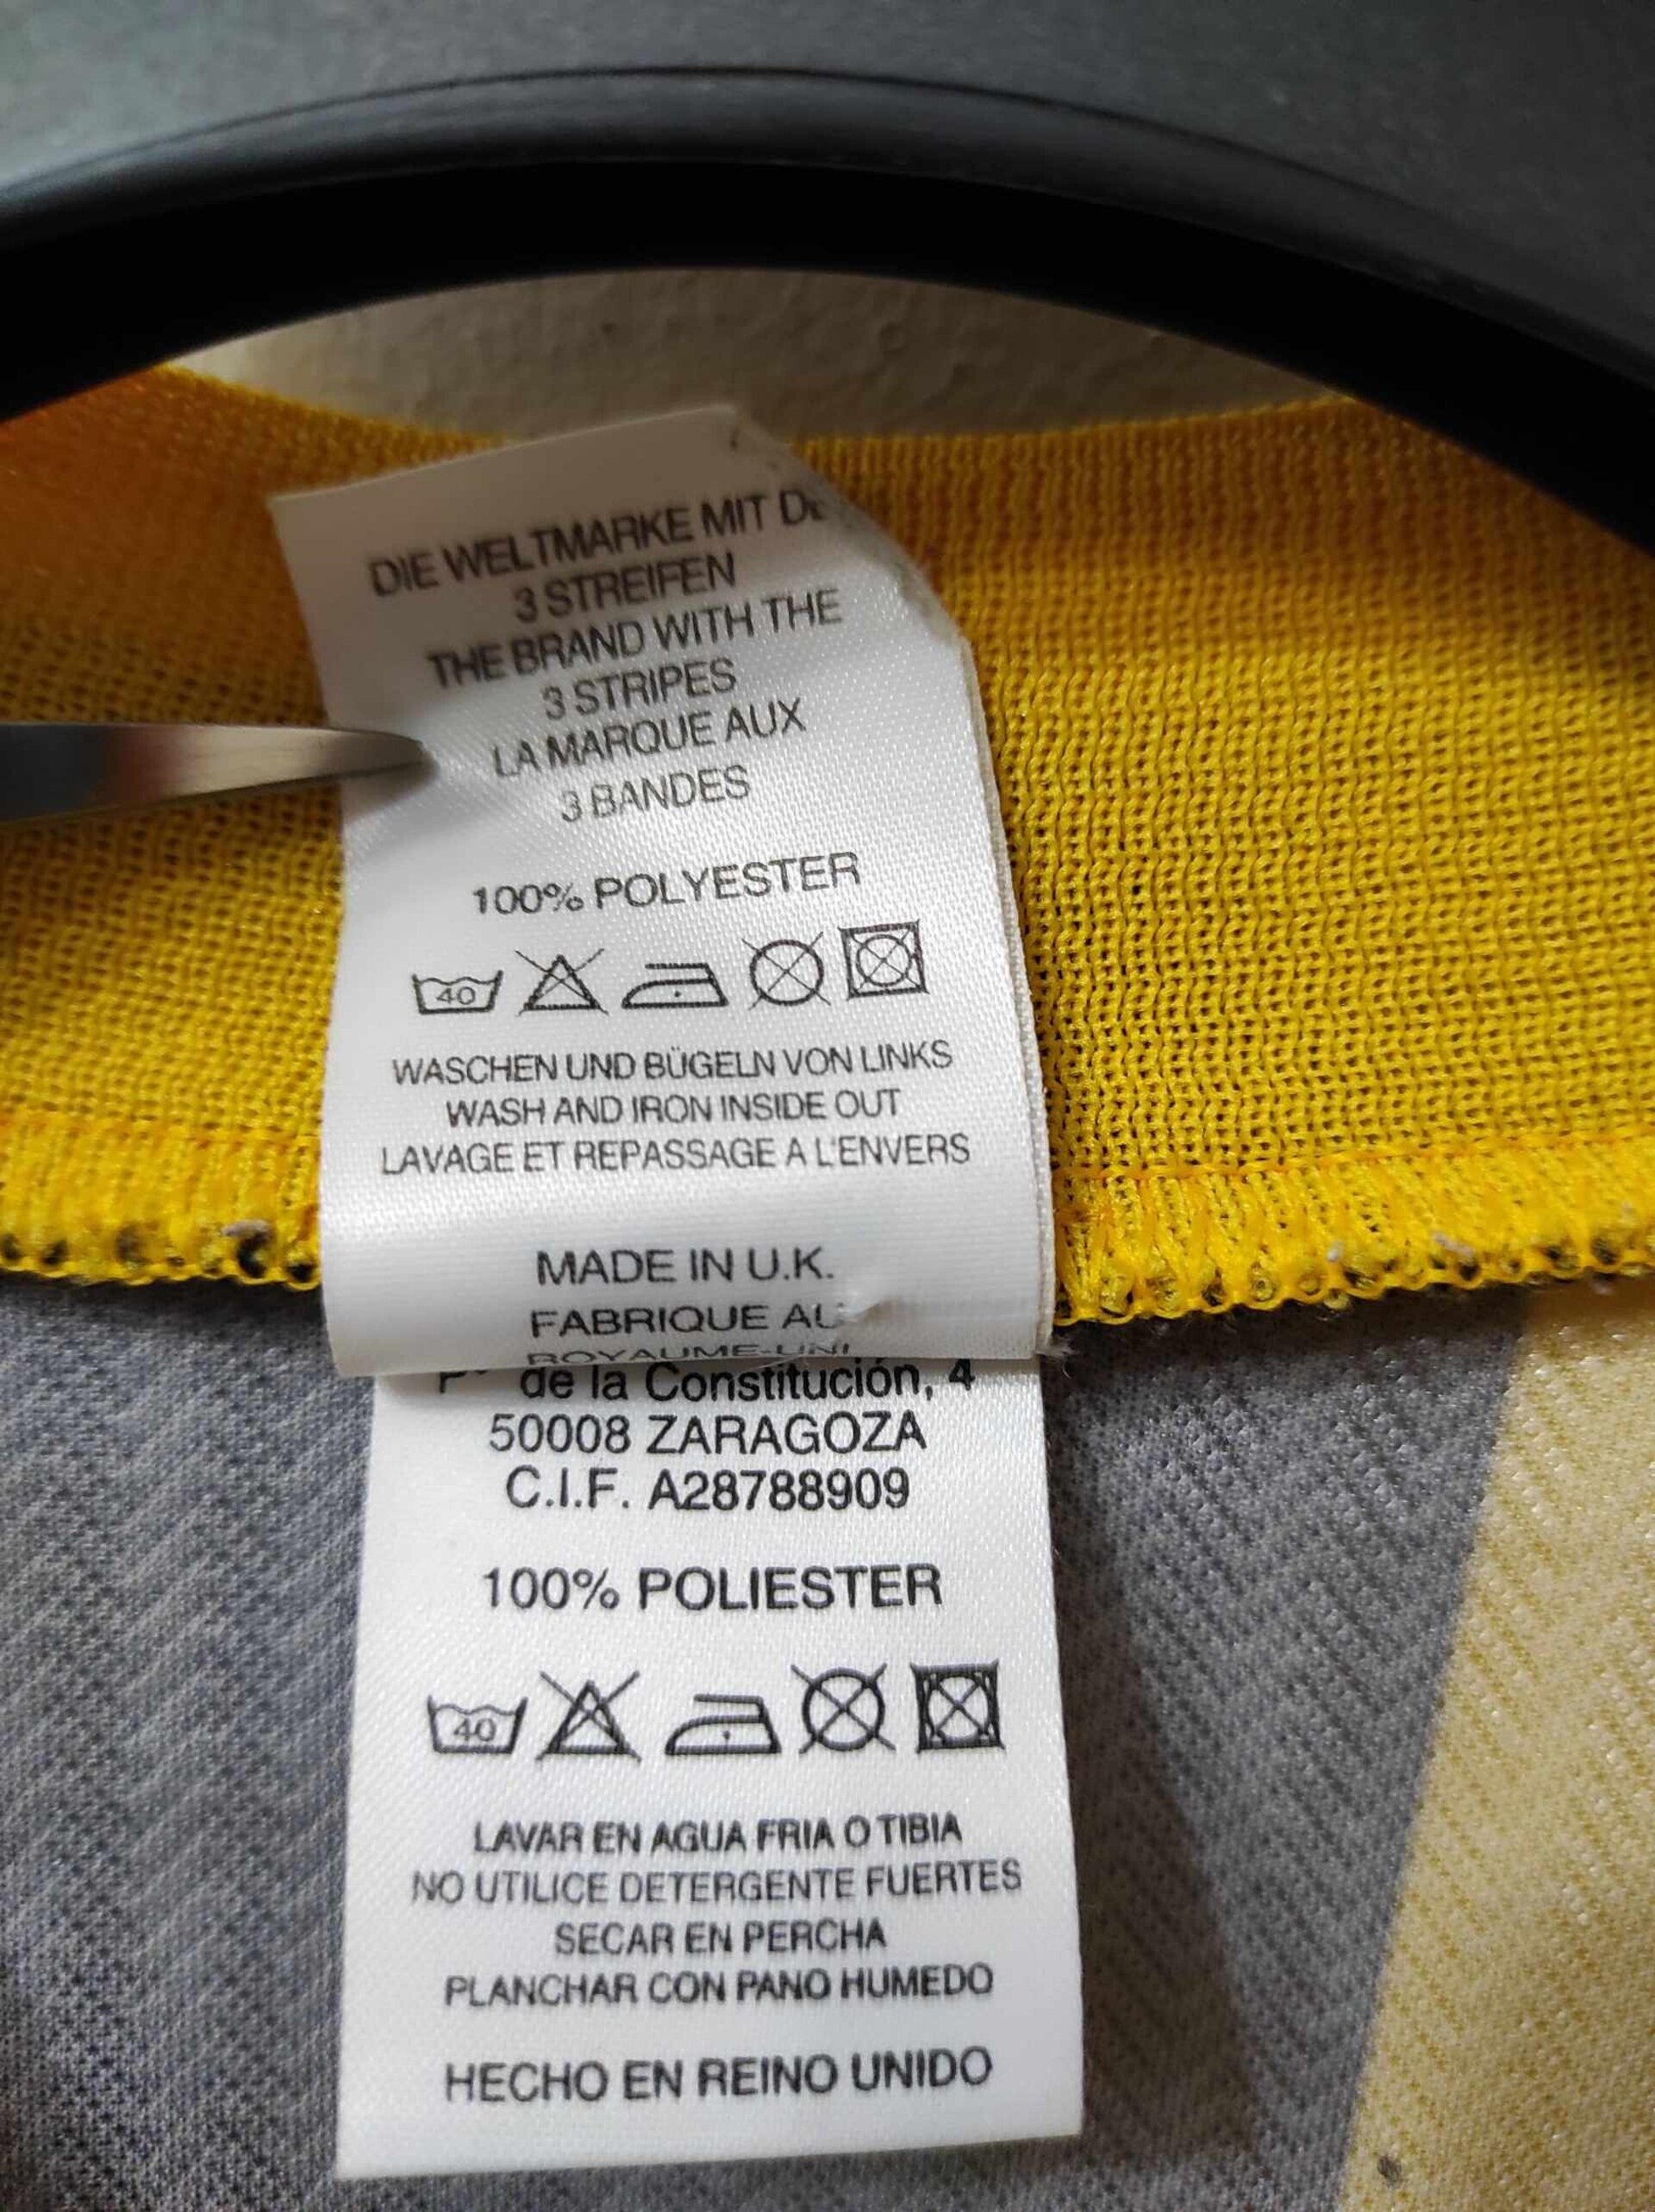 DIE WELTMARKE MIT
3 STREIFEN
THE BRAND WITH THE
3 STRIPES
LA MARQUE AUX
3 BANDES
100% POLYESTER
40
WASCHEN UND BÜGELN VON LINKS
WASH AND IRON INSIDE OUT
LAVAGE ET REPASSAGE A L'ENVERS
MADE IN U.K.
FABRIQUE AU
ROYAUME-UNI
de la Constitución, 4
50008 ZARAGOZA
C.I.F. A28788909
100% POLIESTER
40
LAVAR EN AGUA FRIA O TIBIA
NO UTILICE DETERGENTE FUERTES
SECAR EN PERCHA
PLANCHAR CON PANO HUMEDO
HECHO EN REINO UNIDO